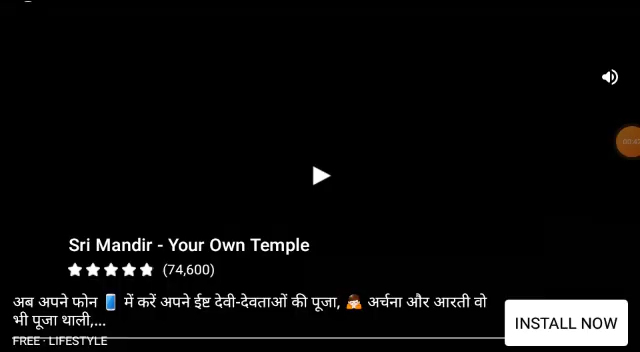 Sri Mandir - Your Own Temple
(74,600)
अब अपने फोन 📱 में करें अपने ईष्ट देवी-देवताओं की पूजा, 🙇 अर्चना और आरती वो
भी पूजा थाली,...
INSTALL NOW
FREE · LIFESTYLE